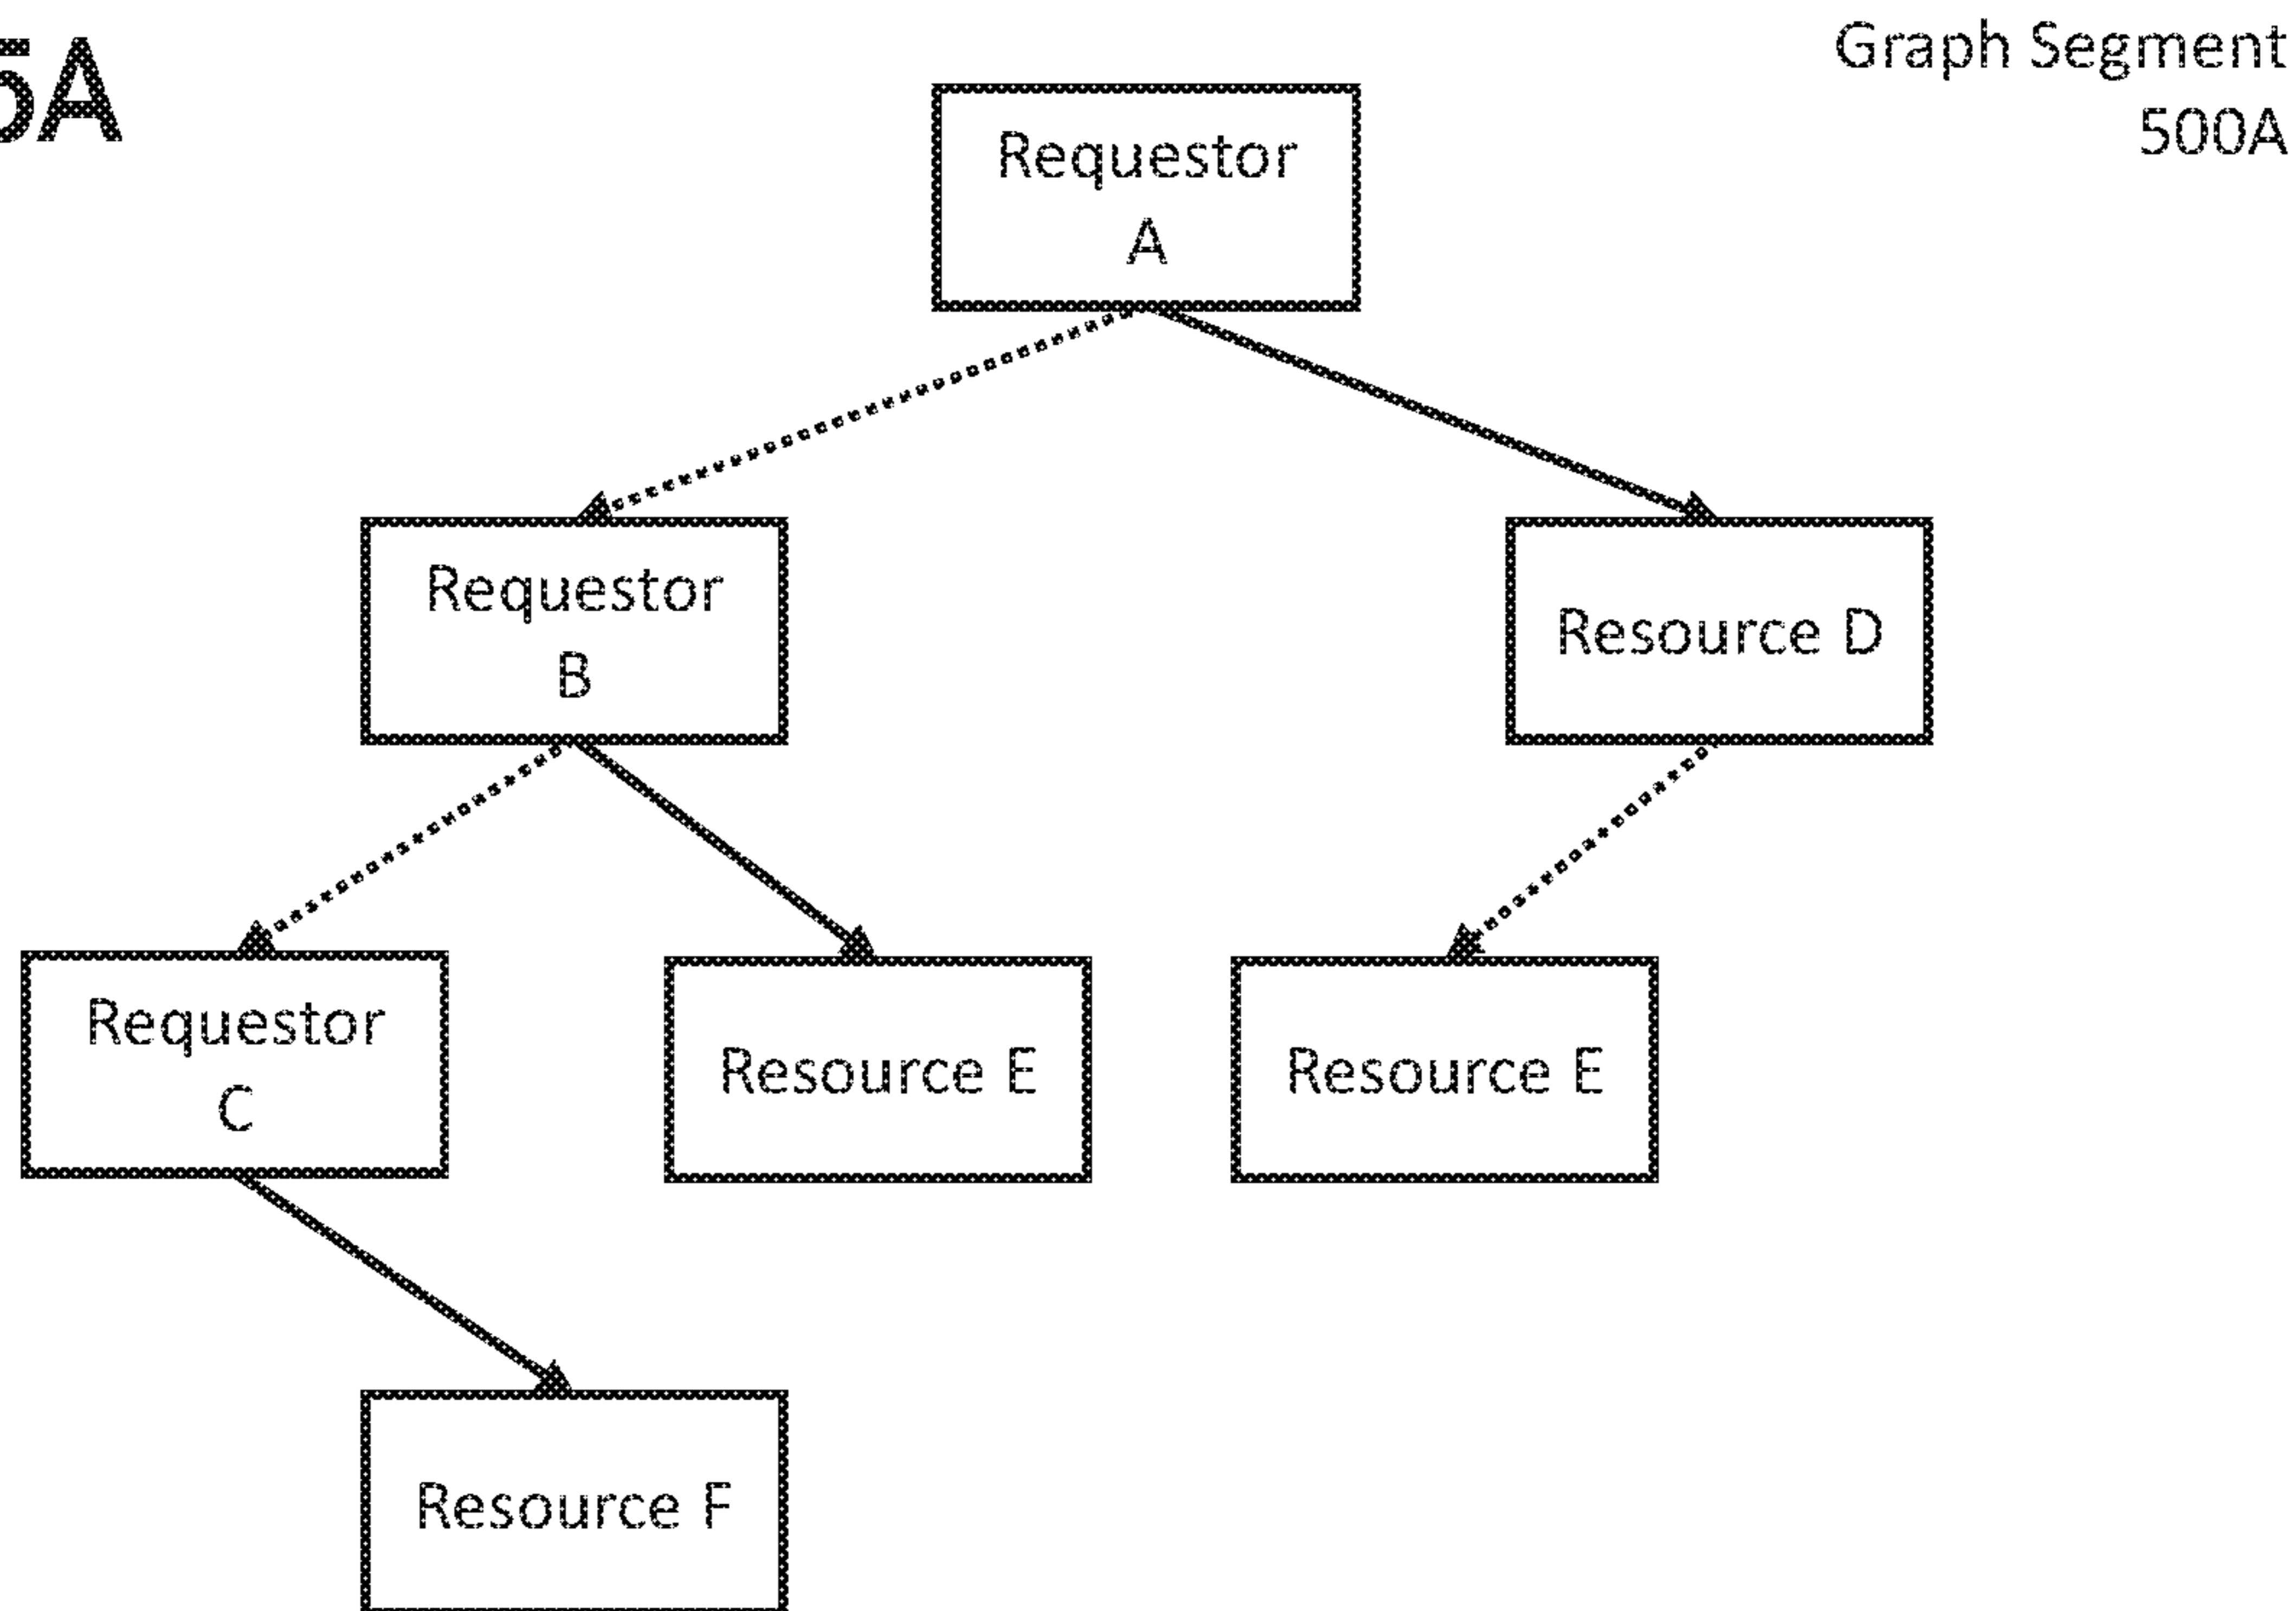 5A
Graph Segment
500A
Requestor
A
Requestor
B
Resource D
Requestor
C
Resource E
Resource E
Resource F